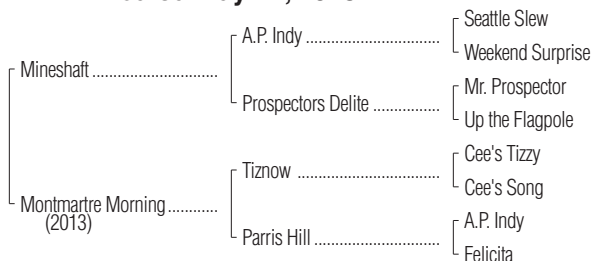 Seattle Slew
A.P. Indy ................................
Weekend Surprise
Mineshaft ..............................
Mr. Prospector
Prospectors Delite ................
Up the Flagpole
Cee's Tizzy
Tiznow ..................................
Cee's Song
Montmartre Morning ............
(2013)
A.P. Indy
Parris Hill ..............................
Felicita